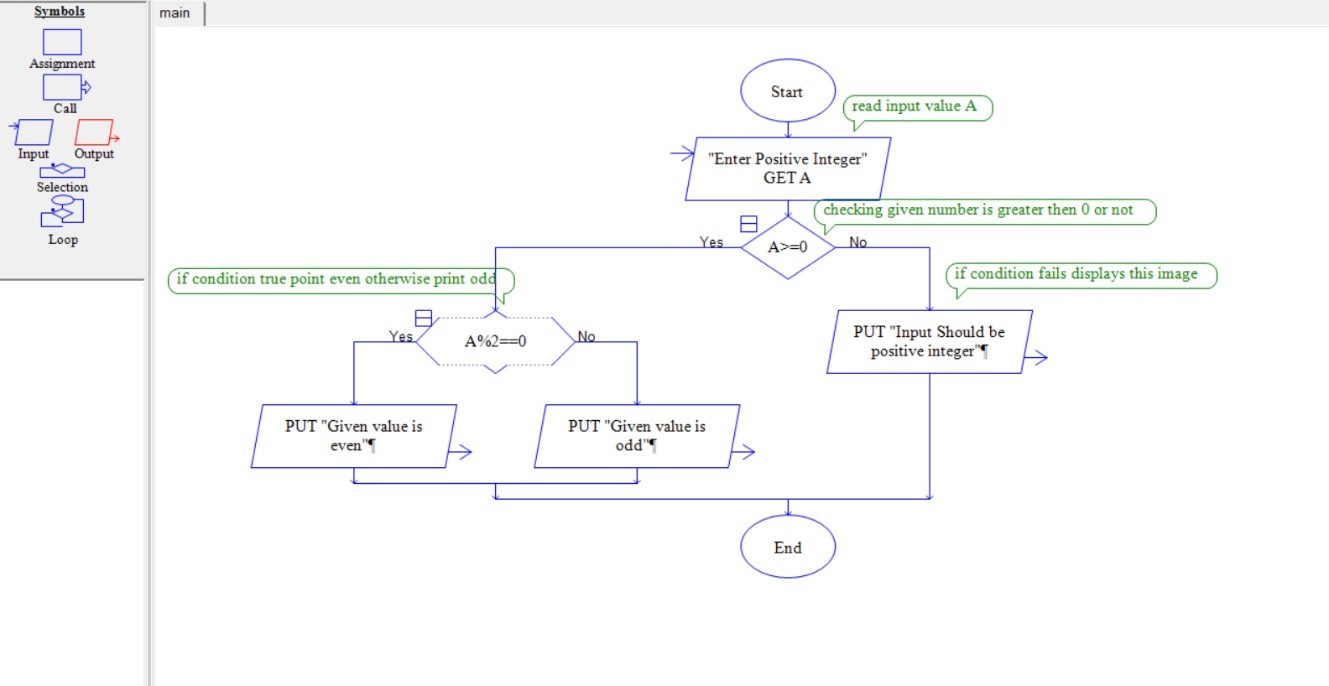 Symbols
Assignment
Call
Input
Output
Selection
Loop
main
Start
read input value A
"Enter Positive Integer"
GET A
checking given number is greater then 0 or not
Yes
A>=0
No
if condition true point even otherwise print odd
if condition fails displays this image
Yes
A%2==0
No
PUT "Input Should be
positive integer"¶
PUT "Given value is
even"¶
PUT "Given value is
odd"¶
End